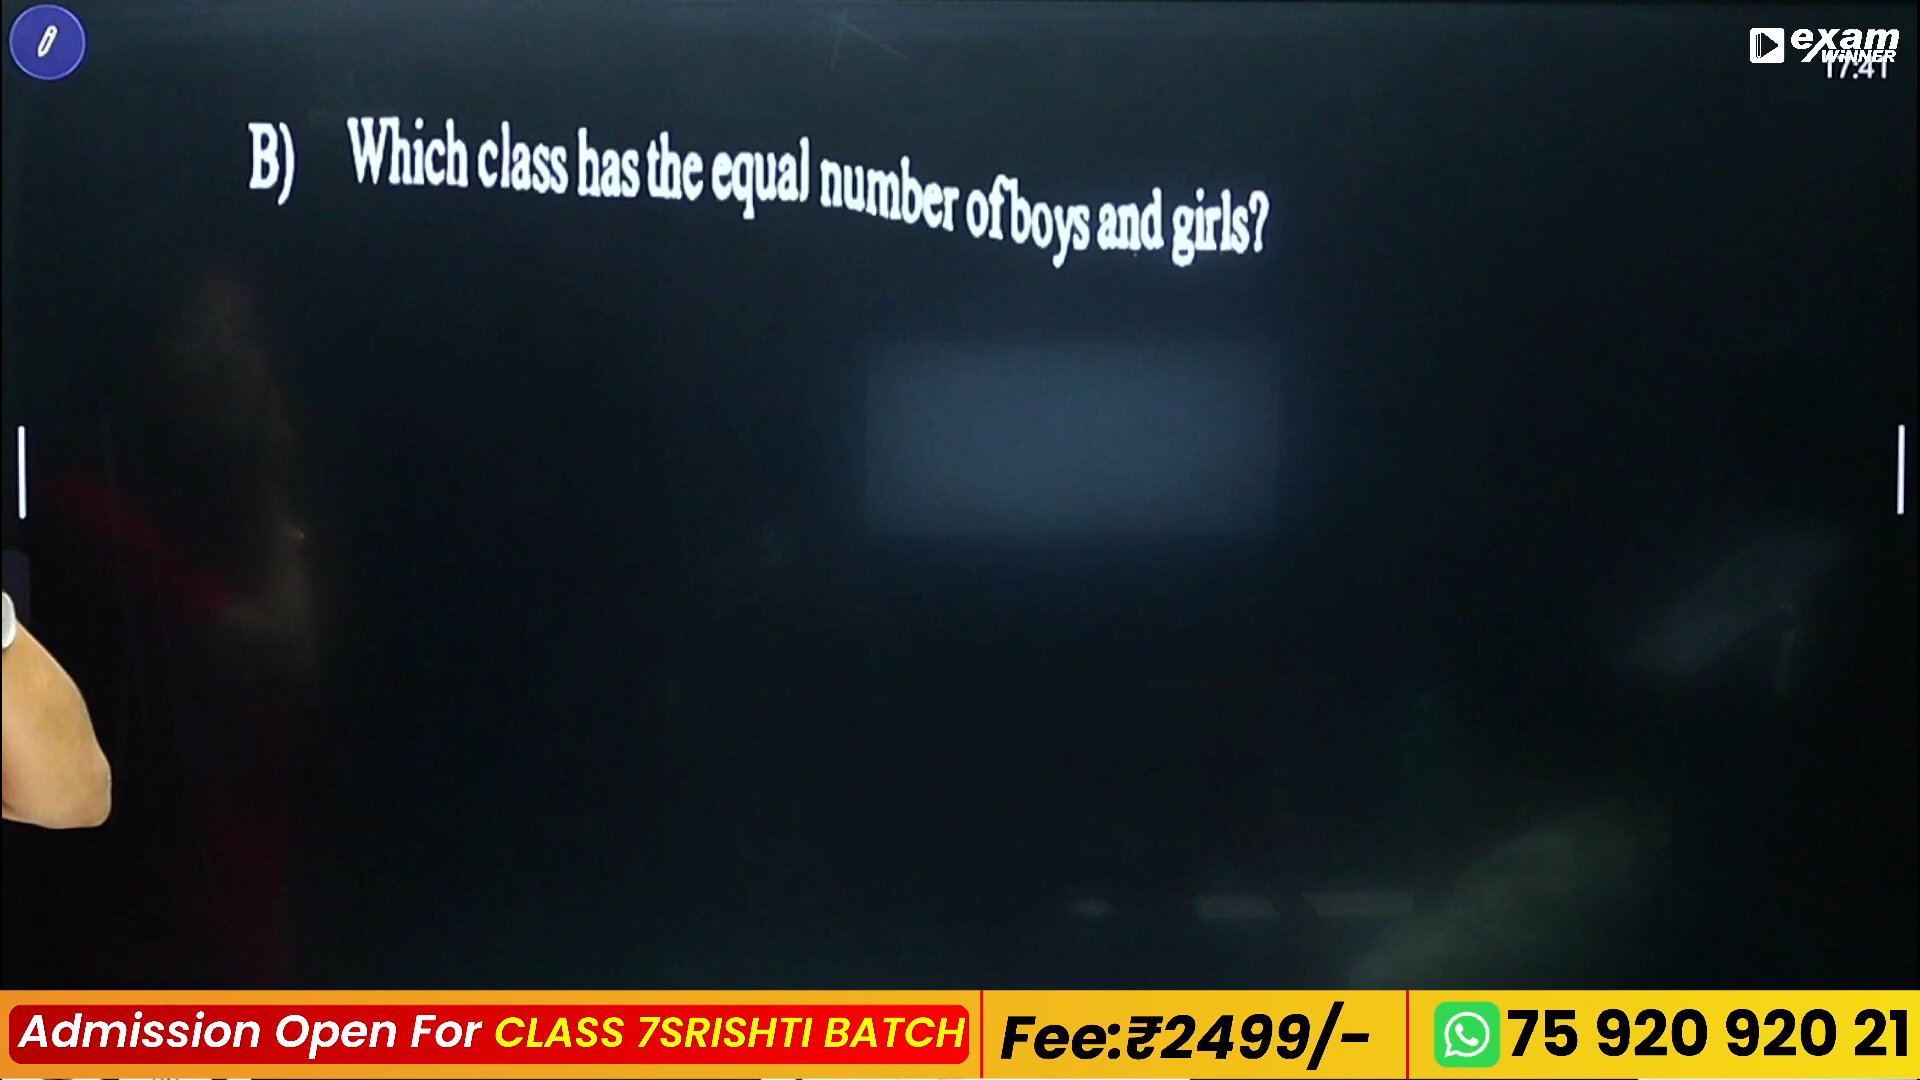 exam
WINNER
17:41
B) Which class has the equal number of boys and girls?
Admission Open For CLASS 7SRISHTI BATCH
Fee:₹2499/-
75 920 920 21